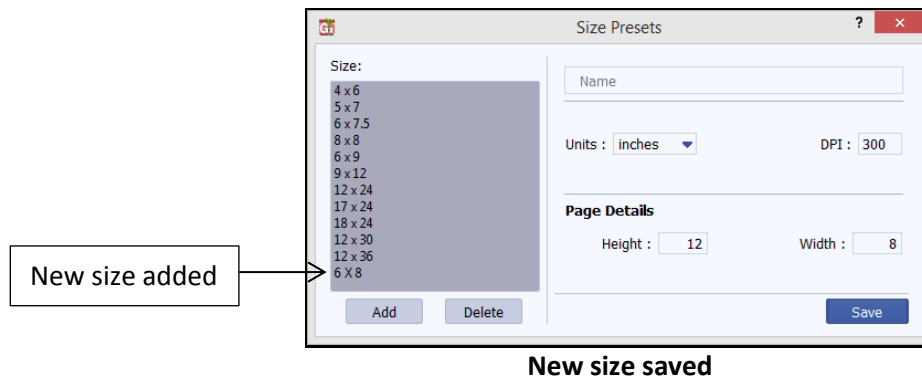 Gx
Size Presets ? ×
Size:
4 x 6
5 x 7
6 x 7.5
8 x 8
6 x 9
9 x 12
12 x 24
17 x 24
18 x 24
12 x 30
12 x 36
6 X 8
Add Delete
Name
Units : inches DPI : 300
Page Details
Height : 12 Width : 8
Save
New size added
New size saved